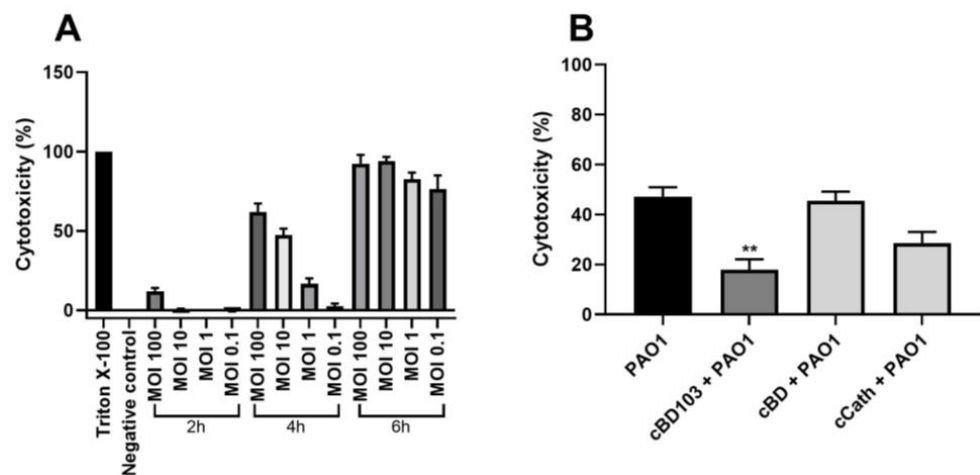 A
Cytotoxicity (%)
150
100
50
0
Triton X-100
Negative control
MOI 100
MOI 10
MOI 1
MOI 0.1
MOI 100
MOI 10
MOI 1
MOI 0.1
MOI 100
MOI 10
MOI 1
MOI 0.1
2h
4h
6h
B
Cytotoxicity (%)
100
80
60
40
20
0
**
PAO1
cBD103 + PAO1
cBD + PAO1
cCath + PAO1